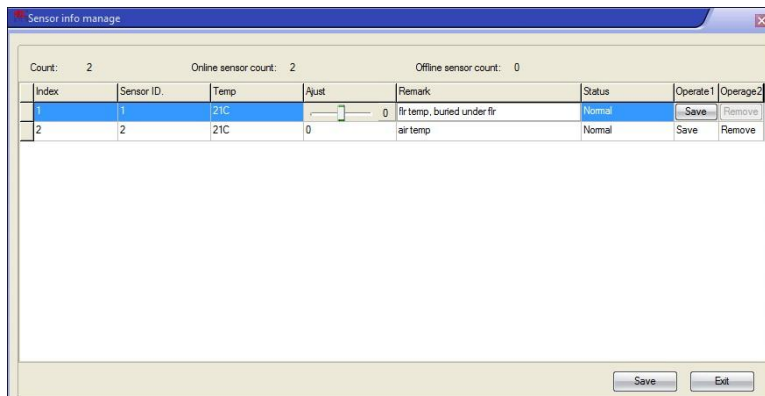 Sensor info manage
Count: 2 Online sensor count: 2 Offline sensor count: 0
Index Sensor ID. Temp Ajust Remark Status Operate1 Operage2
1 1 21C 0 flr temp, buried under flr Normal Save Remove
2 2 21C 0 air temp Normal Save Remove
Save Exit